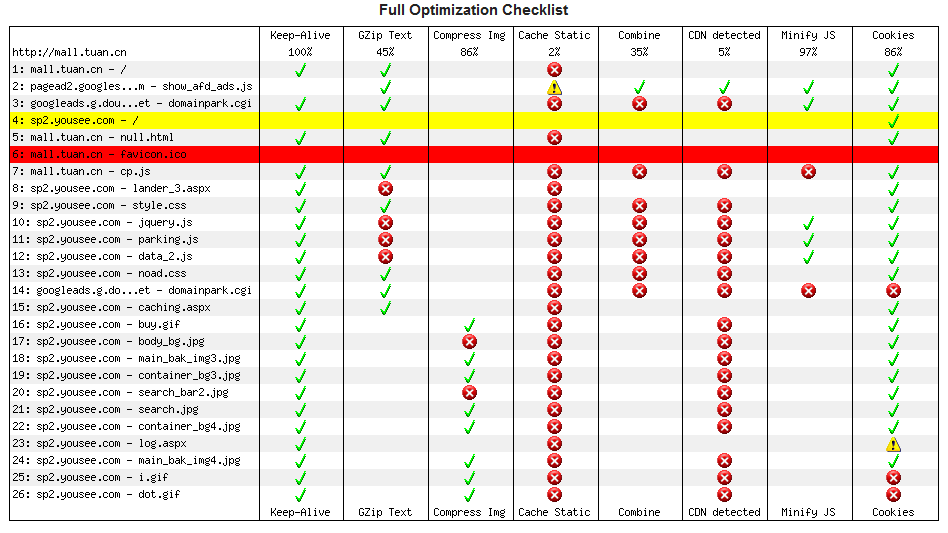 Full Optimization Checklist
Keep-Alive GZip Text Compress Img Cache Static Combine CDN detected Minify JS Cookies
http://mall.tuan.cn 100% 45% 86% 2% 35% 5% 97% 86%
1: mall.tuan.cn - /
2: pagead2.googles...m - show_afd_ads.js
3: googleads.g.dou...et - domainpark.cgi
4: sp2.yousee.com - /
5: mall.tuan.cn - null.html
6: mall.tuan.cn - favicon.ico
7: mall.tuan.cn - cp.js
8: sp2.yousee.com - lander_3.aspx
9: sp2.yousee.com - style.css
10: sp2.yousee.com - jquery.js
11: sp2.yousee.com - parking.js
12: sp2.yousee.com - data_2.js
13: sp2.yousee.com - noad.css
14: googleads.g.do...et - domainpark.cgi
15: sp2.yousee.com - caching.aspx
16: sp2.yousee.com - buy.gif
17: sp2.yousee.com - body_bg.jpg
18: sp2.yousee.com - main_bak_img3.jpg
19: sp2.yousee.com - container_bg3.jpg
20: sp2.yousee.com - search_bar2.jpg
21: sp2.yousee.com - search.jpg
22: sp2.yousee.com - container_bg4.jpg
23: sp2.yousee.com - log.aspx
24: sp2.yousee.com - main_bak_img4.jpg
25: sp2.yousee.com - i.gif
26: sp2.yousee.com - dot.gif
Keep-Alive GZip Text Compress Img Cache Static Combine CDN detected Minify JS Cookies